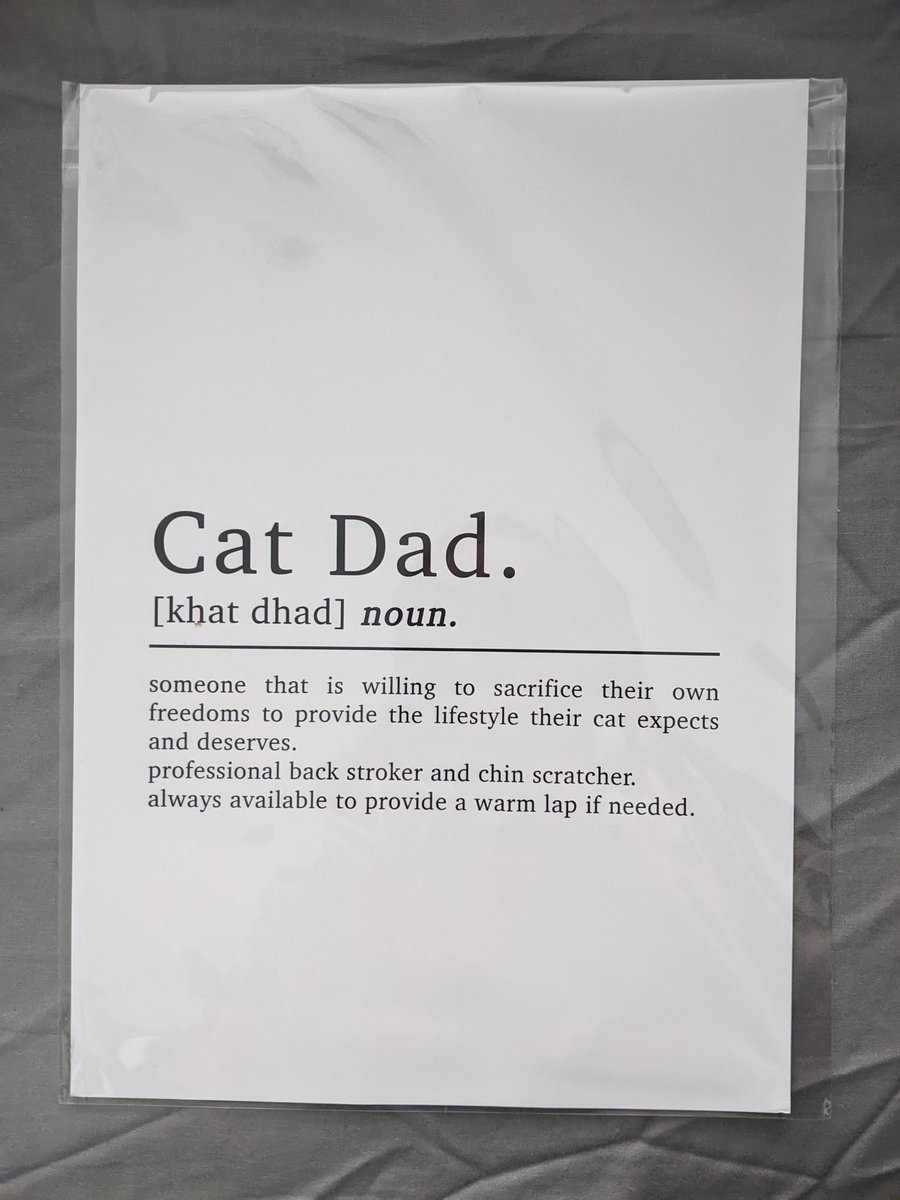 Cat Dad.
[khat dhad] noun.
someone that is willing to sacrifice their own
freedoms to provide the lifestyle their cat expects
and deserves.
professional back stroker and chin scratcher.
always available to provide a warm lap if needed.